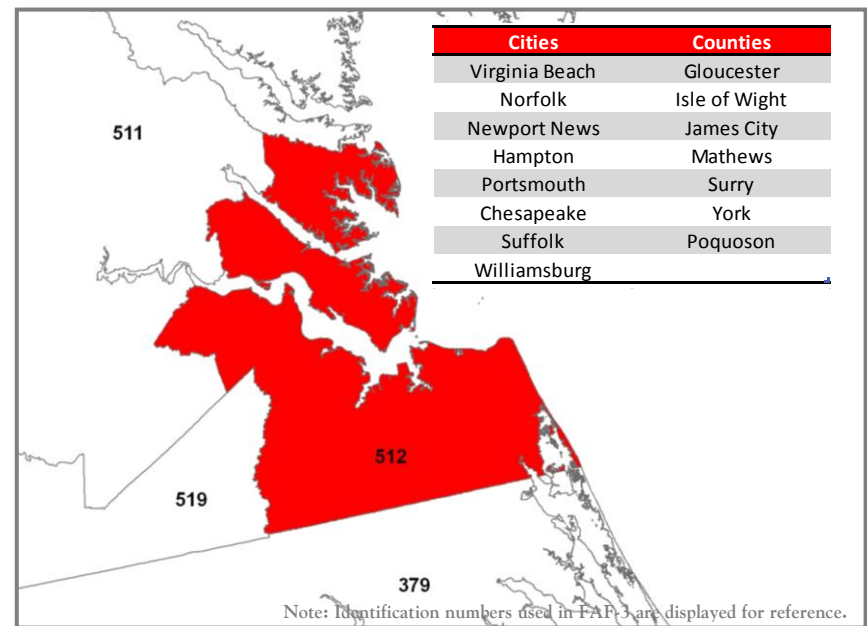 Cities Counties
Virginia Beach Gloucester
Norfolk Isle of Wight
Newport News James City
Hampton Mathews
Portsmouth Surry
Chesapeake York
Suffolk Poquoson
Williamsburg
511
512
519
379
Note: Identification numbers used in FAF-3 are displayed for reference.